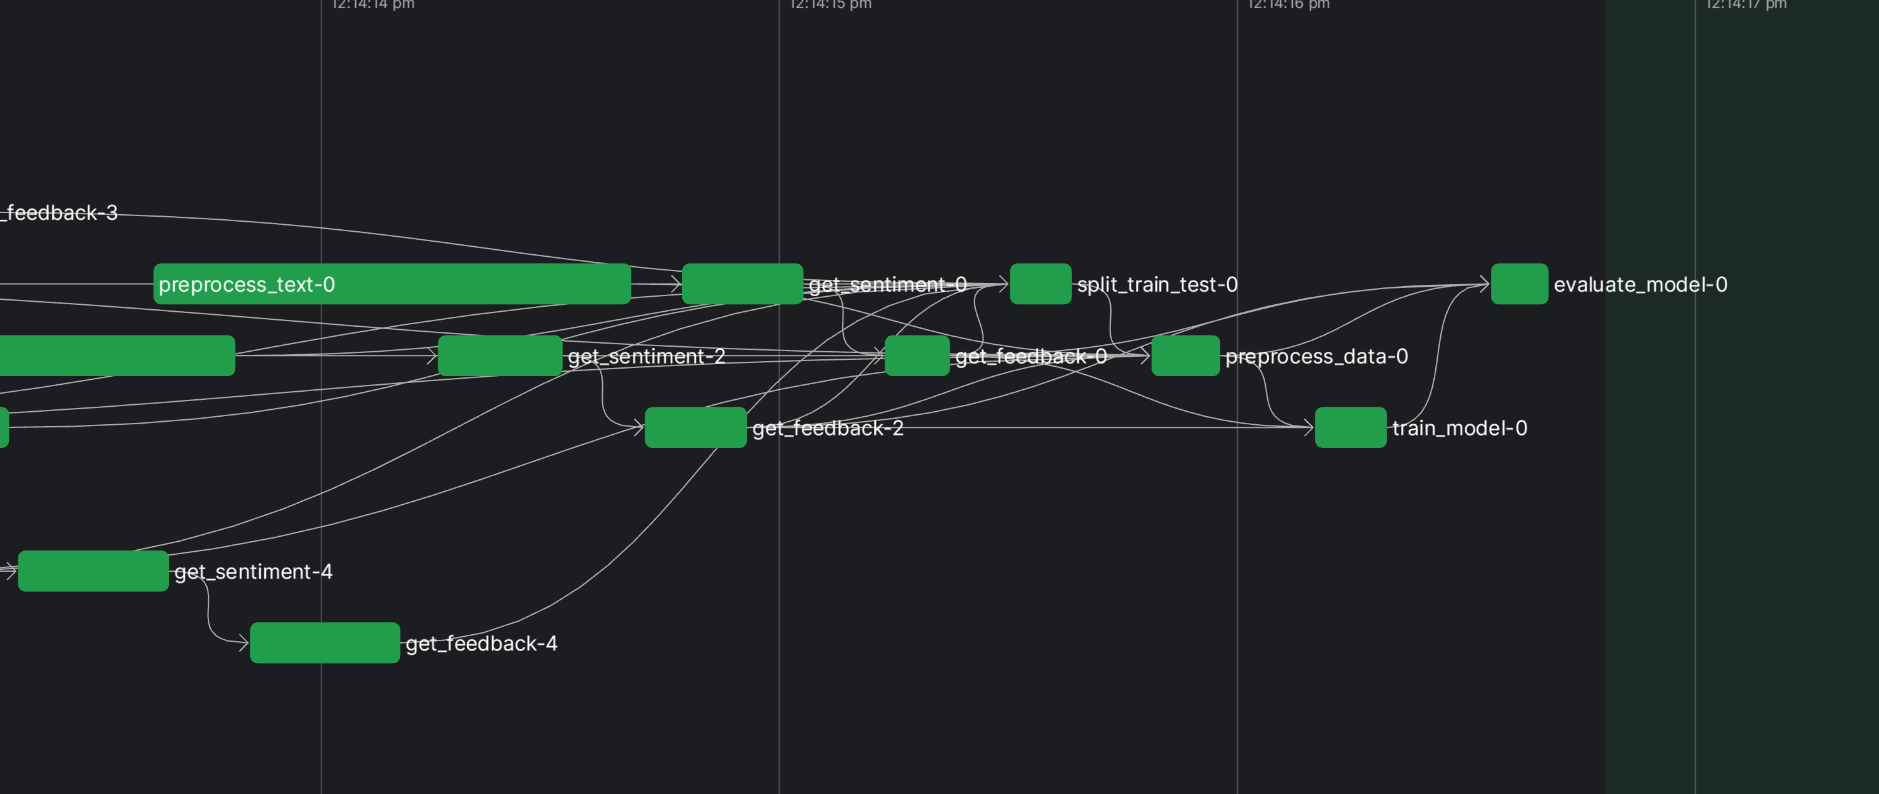 12:14:14 pm
12:14:15 pm
12:14:16 pm
12:14:17 pm
_feedback-3
preprocess_text-0
get_sentiment-0
split_train_test-0
evaluate_model-0
get_sentiment-2
get_feedback-0
preprocess_data-0
get_feedback-2
train_model-0
get_sentiment-4
get_feedback-4